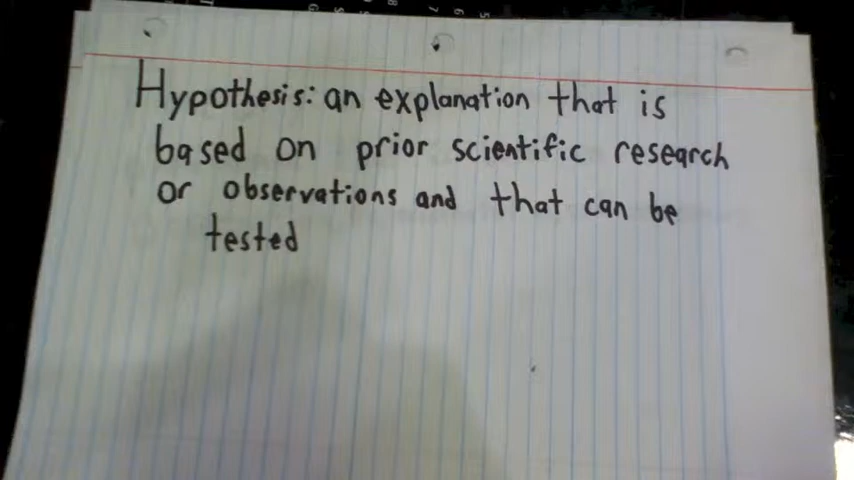 Hypothesis: an explanation that is
based on prior scientific research
or observations and that can be
tested